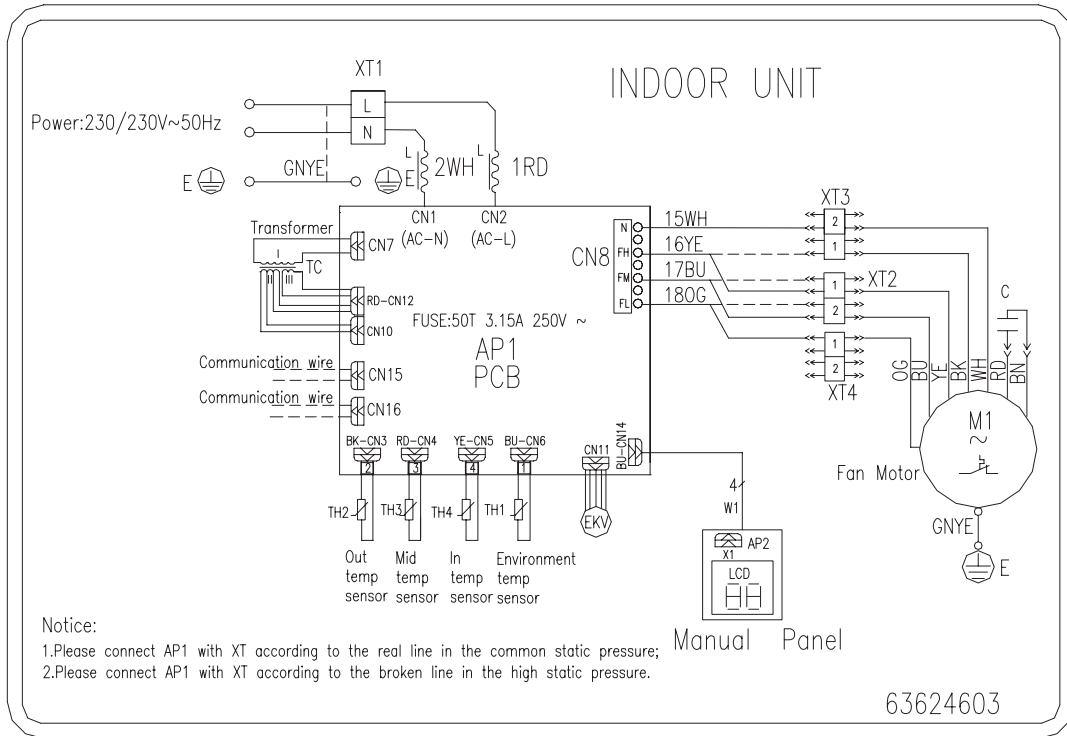 INDOOR UNIT
XT1
L
N
Power:230/230V~50Hz
GNYE
E
E
L
2WH
L
1RD
CN1
(AC-N)
CN2
(AC-L)
Transformer
I
II
III
TC
CN7
RD-CN12
CN10
FUSE:50T 3.15A 250V ~
AP1
PCB
Communication wire
CN15
Communication wire
CN16
CN8
N
FH
FM
FL
15WH
16YE
17BU
18OG
XT3
2
1
1
XT2
2
1
2
XT4
C
OG
BU
YE
BK
WH
RD
BN
M1
~
Fan Motor
GNYE
E
BK-CN3
RD-CN4
YE-CN5
BU-CN6
CN11
BU-CN14
2
3
4
1
TH2
TH3
TH4
TH1
EKV
4
W1
Out
temp
sensor
Mid
temp
sensor
In
temp
sensor
Environment
temp
sensor
AP2
X1
LCD
88
Manual Panel
Notice:
1.Please connect AP1 with XT according to the real line in the common static pressure;
2.Please connect AP1 with XT according to the broken line in the high static pressure.
63624603